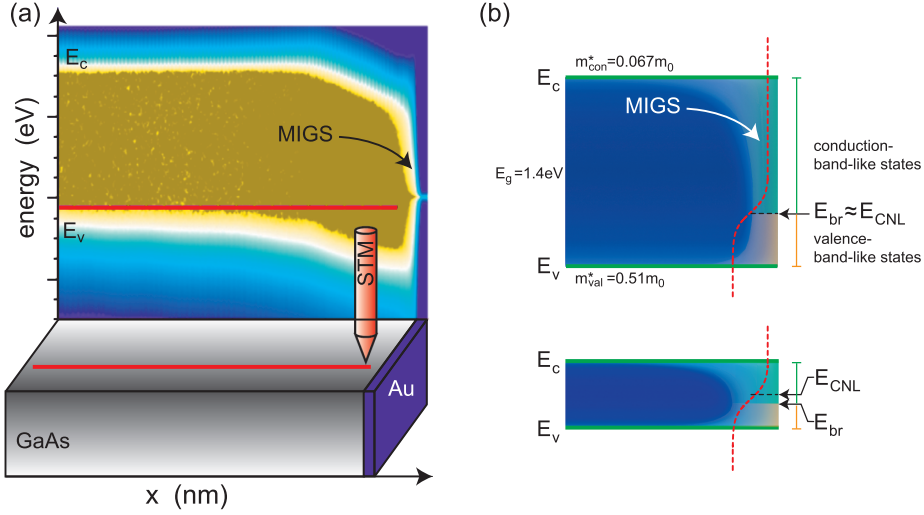 (a)
E_c
MIGS
energy (eV)
E_v
STM
Au
GaAs
x (nm)
(b)
m*_con=0.067m_0
E_c
MIGS
conduction-
band-like states
E_g=1.4eV
E_br≈E_CNL
valence-
band-like states
E_v
m*_val=0.51m_0
E_c
E_CNL
E_br
E_v